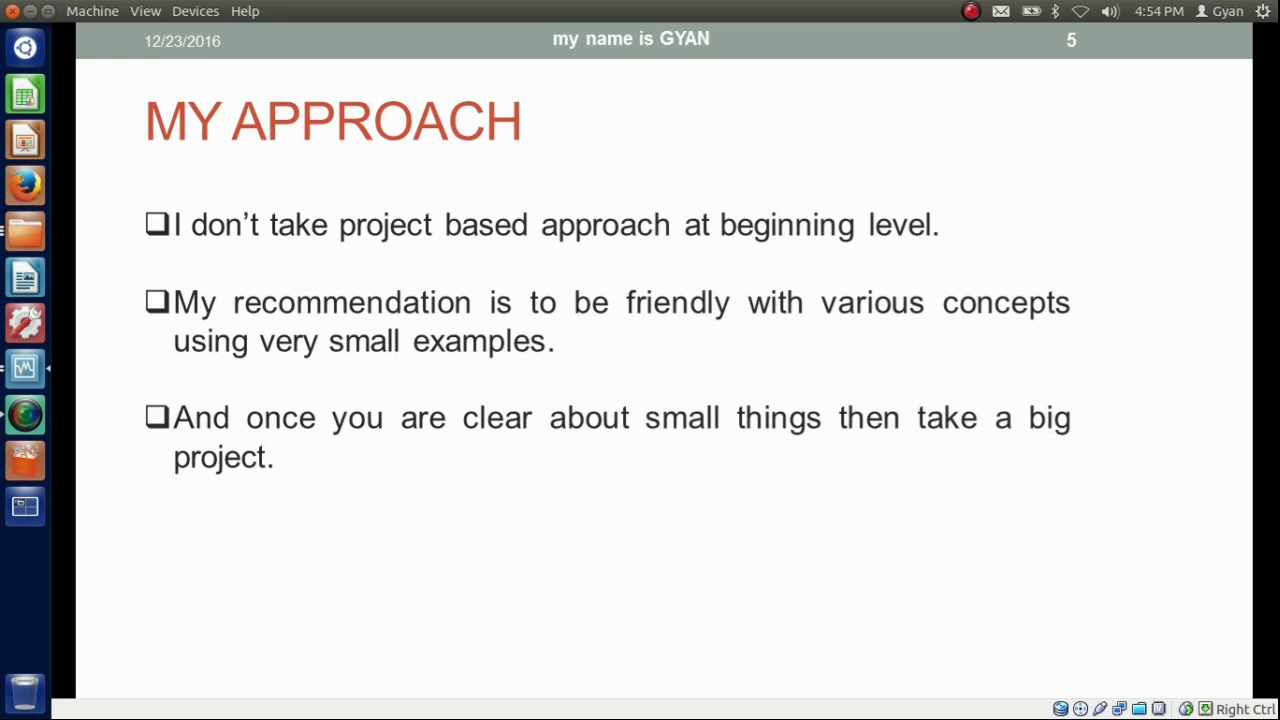 Machine View Devices Help
4:54 PM Gyan
12/23/2016 my name is GYAN 5
MY APPROACH
❑I don't take project based approach at beginning level.
❑My recommendation is to be friendly with various concepts
using very small examples.
❑And once you are clear about small things then take a big
project.
Right Ctrl